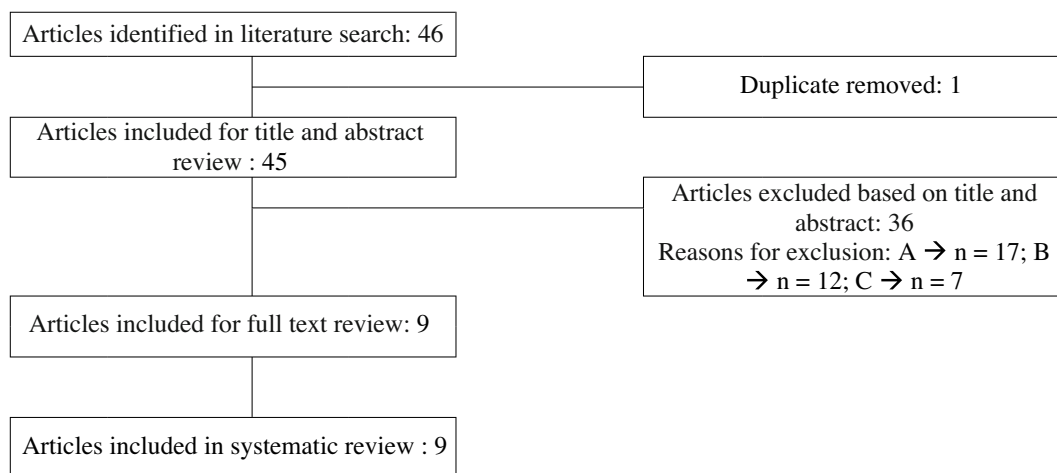 Articles identified in literature search: 46
Duplicate removed: 1
Articles included for title and abstract
review : 45
Articles excluded based on title and
abstract: 36
Reasons for exclusion: A → n = 17; B
→ n = 12; C → n = 7
Articles included for full text review: 9
Articles included in systematic review : 9